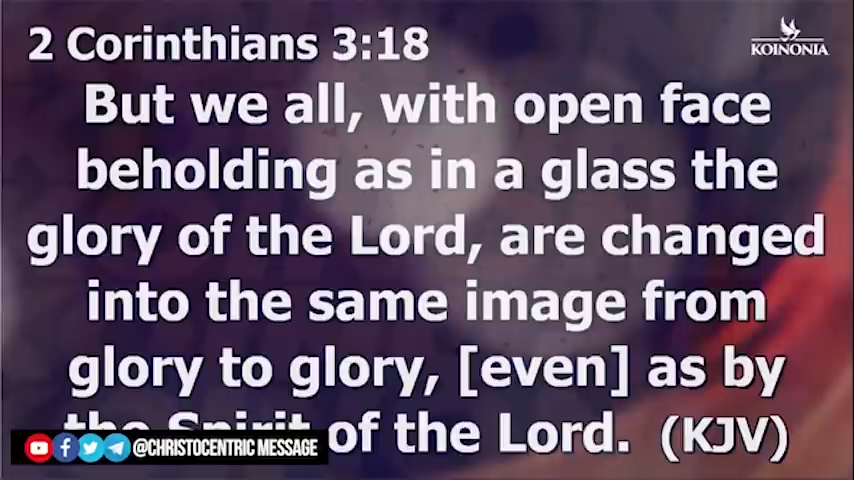 2 Corinthians 3:18
KOINONIA
But we all, with open face
beholding as in a glass the
glory of the Lord, are changed
into the same image from
glory to glory, [even] as by
the Spirit of the Lord. (KJV)
@CHRISTOCENTRIC MESSAGE